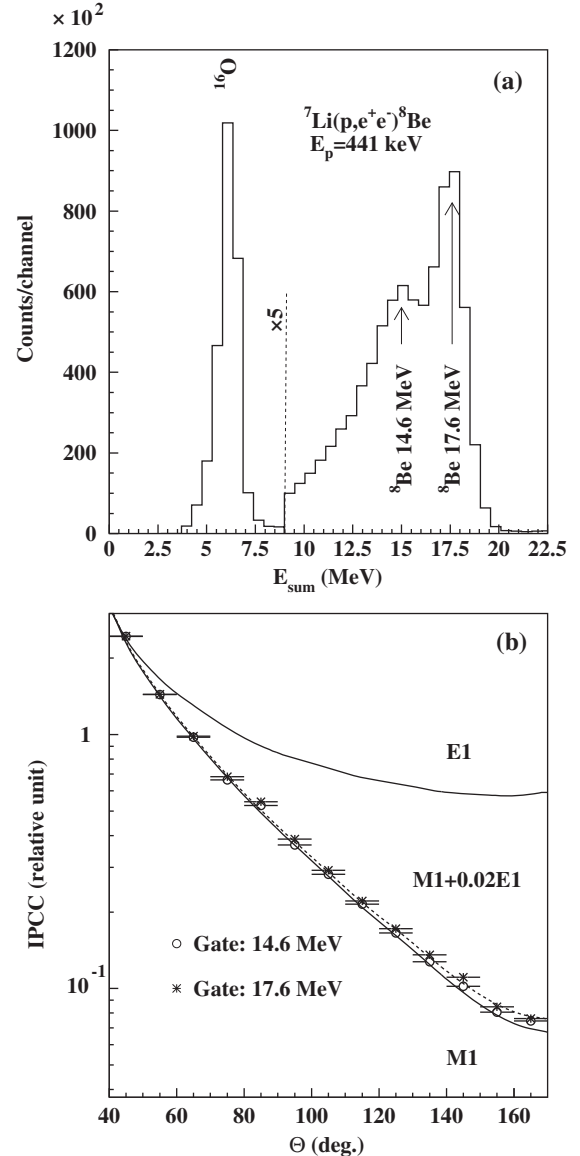 × 10²
1200
1000
800
600
400
200
0
Counts/channel
(a)
¹⁶O
⁷Li(p,e⁺e⁻)⁸Be
Eₚ=441 keV
×5
⁸Be 14.6 MeV
⁸Be 17.6 MeV
0 2.5 5 7.5 10 12.5 15 17.5 20 22.5
E_sum (MeV)
(b)
1
10⁻¹
IPCC (relative unit)
E1
M1+0.02E1
Gate: 14.6 MeV
Gate: 17.6 MeV
M1
40 60 80 100 120 140 160
Θ (deg.)